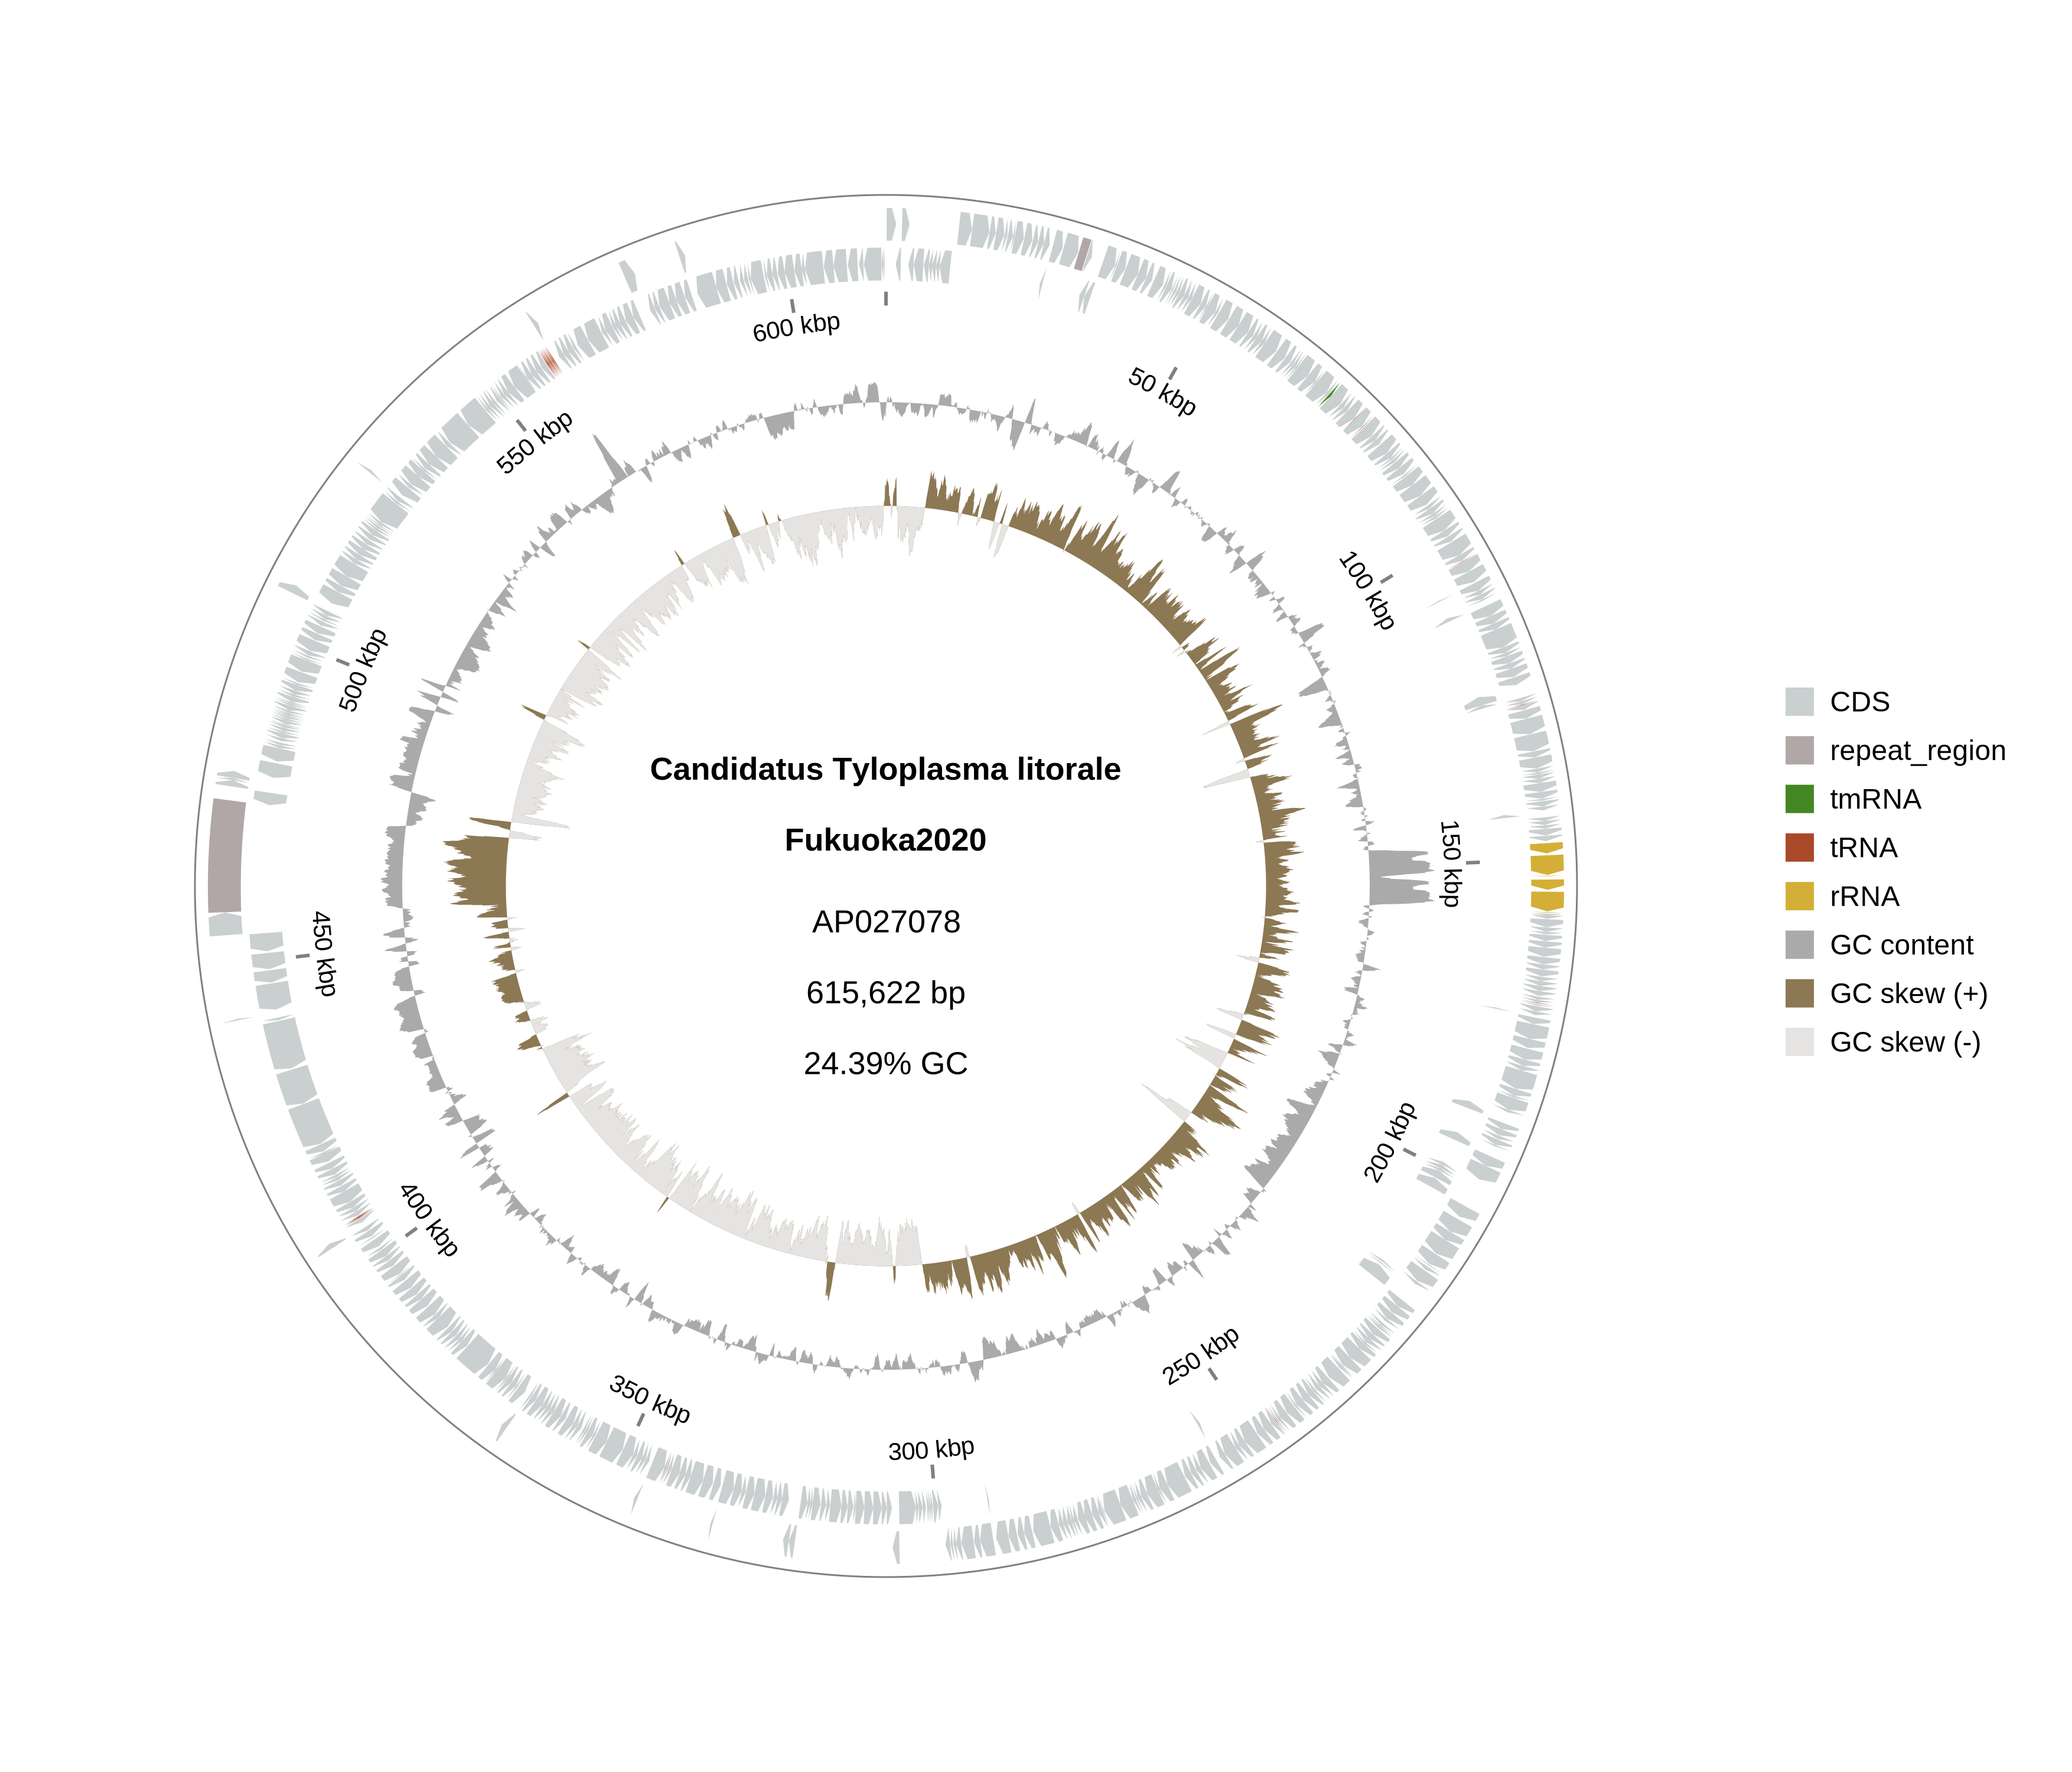 600 kbp
50 kbp
550 kbp
100 kbp
500 kbp
150 kbp
450 kbp
200 kbp
400 kbp
250 kbp
350 kbp
300 kbp
Candidatus Tyloplasma litorale
Fukuoka2020
AP027078
615,622 bp
24.39% GC
CDS
repeat_region
tmRNA
tRNA
rRNA
GC content
GC skew (+)
GC skew (-)